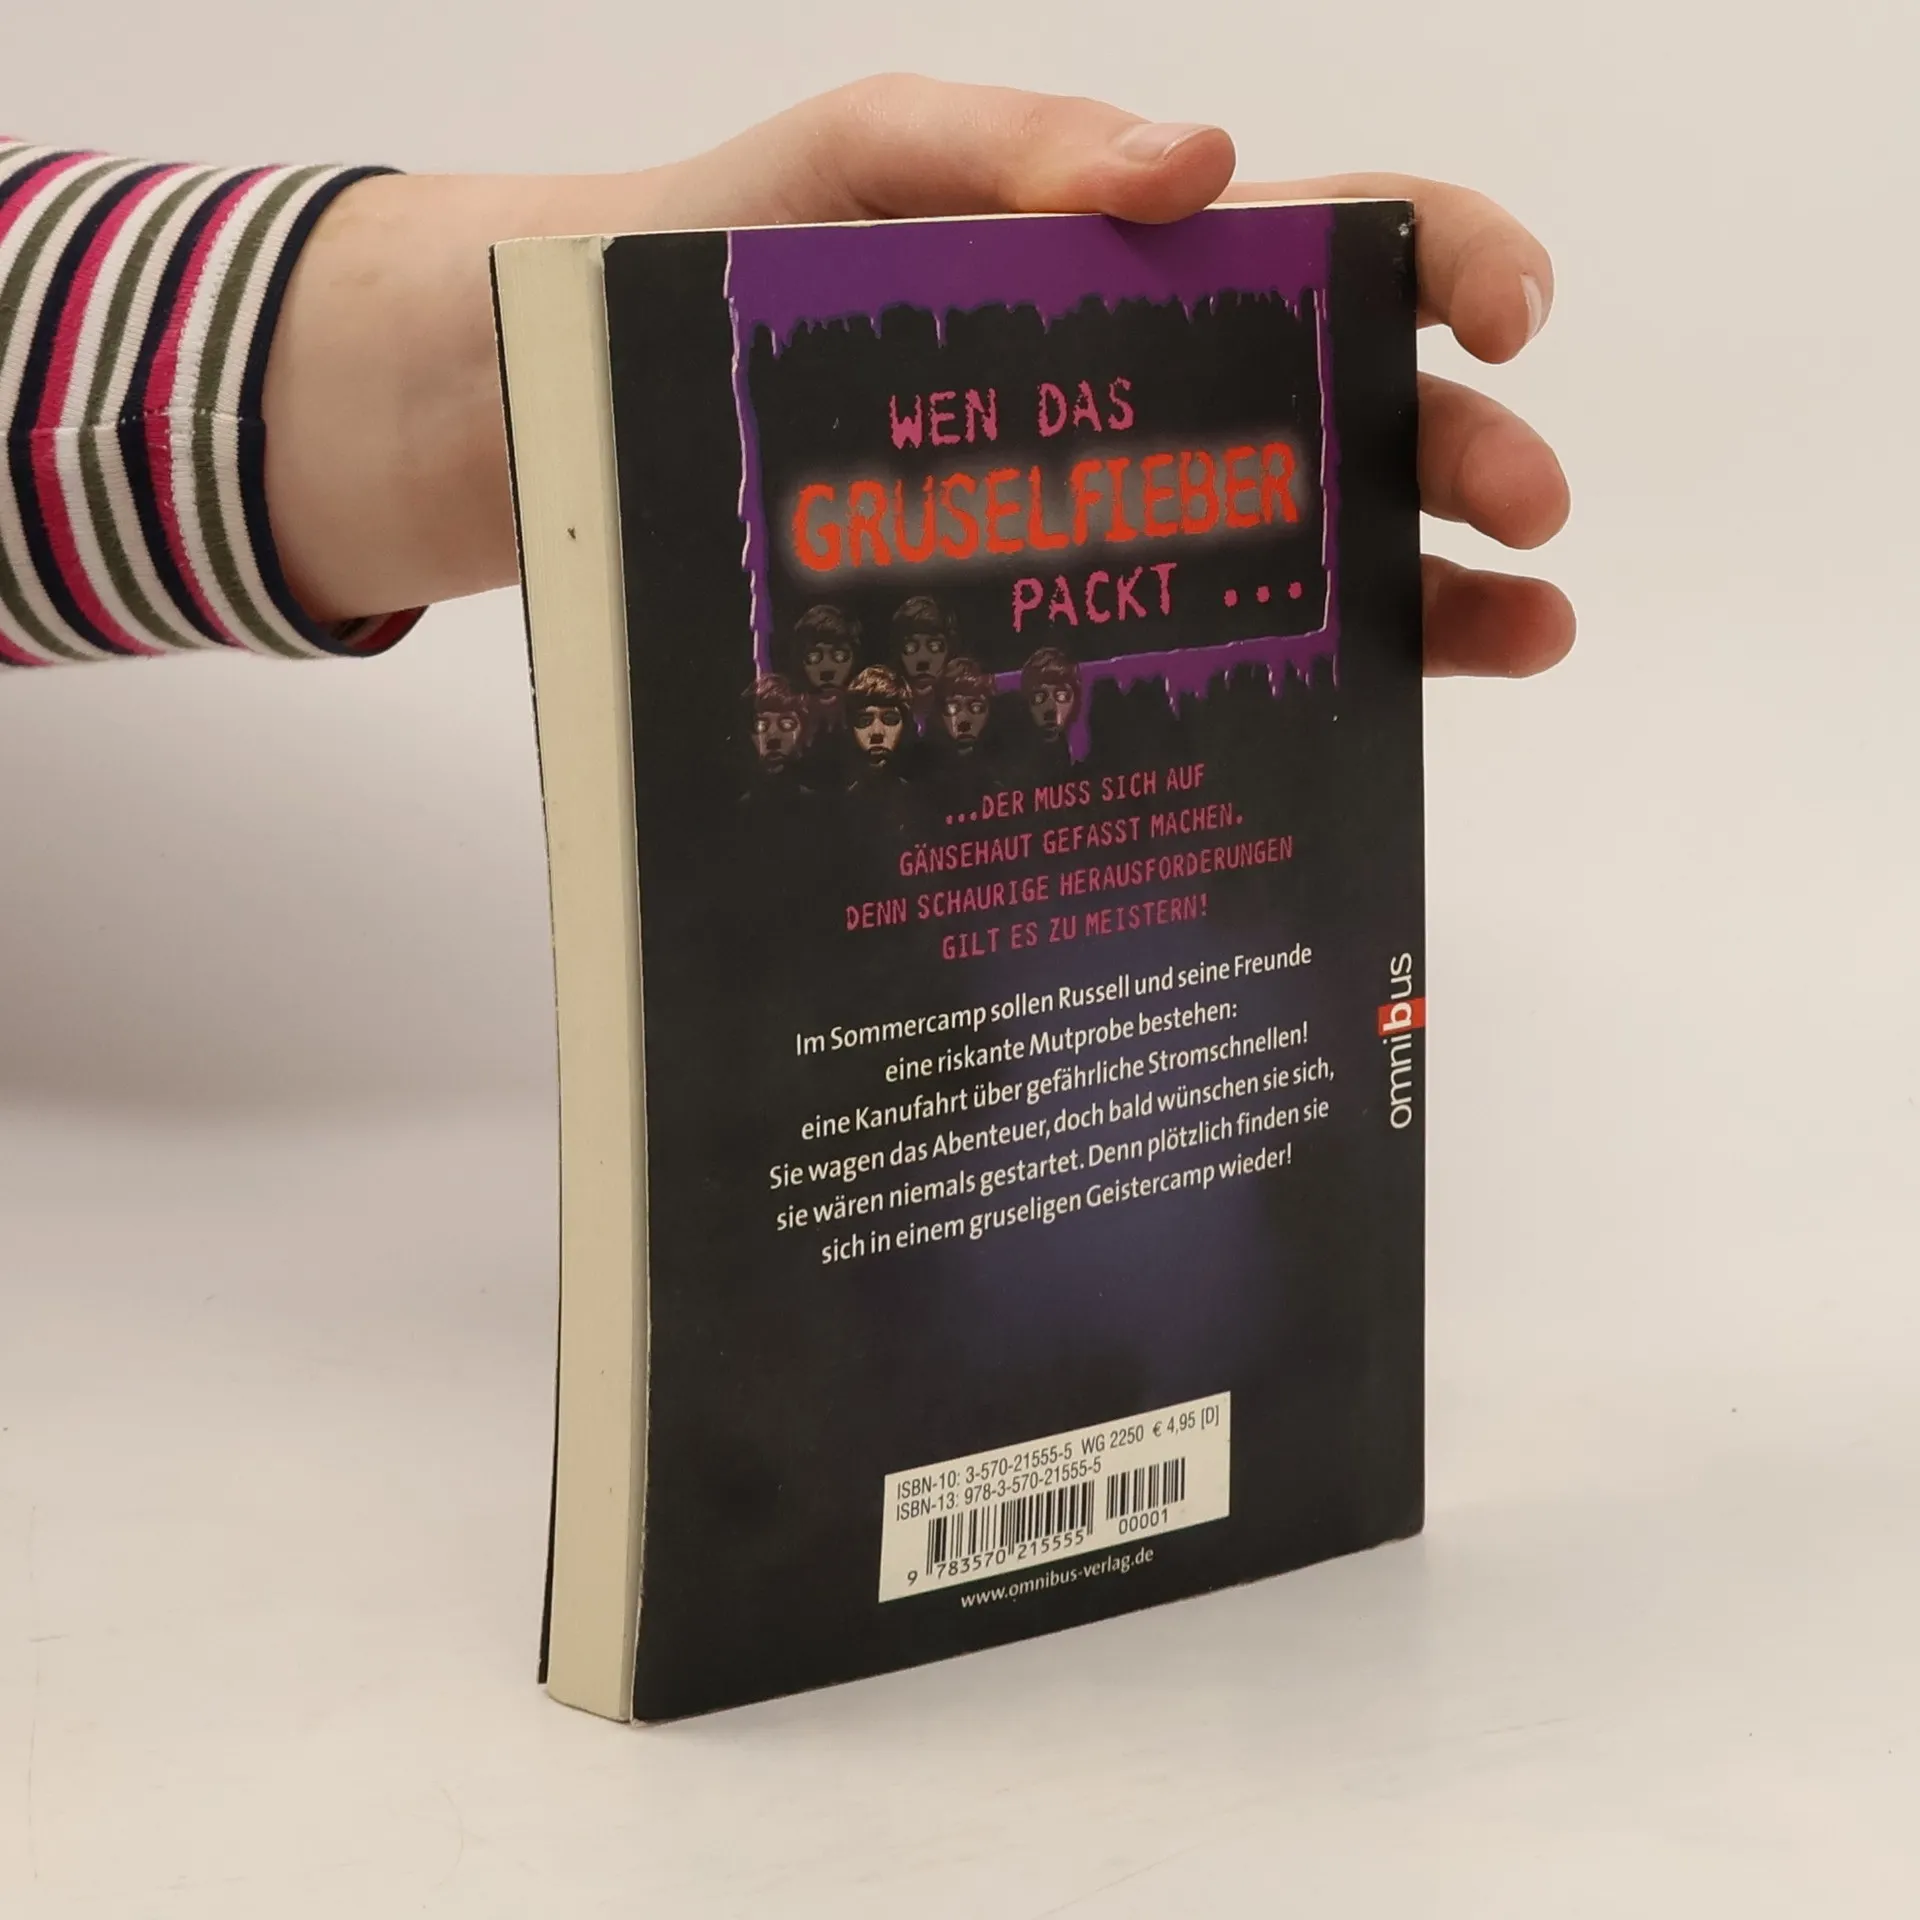 WEN DAS
GRUSELFIEBER
PACKT ...
...DER MUSS SICH AUF
GÄNSEHAUT GEFASST MACHEN.
DENN SCHAURIGE HERAUSFORDERUNGEN
GILT ES ZU MEISTERN!
Im Sommercamp sollen Russell und seine Freunde
eine riskante Mutprobe bestehen:
eine Kanufahrt über gefährliche Stromschnellen!
Sie wagen das Abenteuer, doch bald wünschen sie sich,
sie wären niemals gestartet. Denn plötzlich finden sie
sich in einem gruseligen Geistercamp wieder!
omnibus
ISBN-10: 3-570-21555-5 WG 2250 € 4,95 [D]
ISBN-13: 978-3-570-21555-5
9 783570 215555 00001
www.omnibus-verlag.de